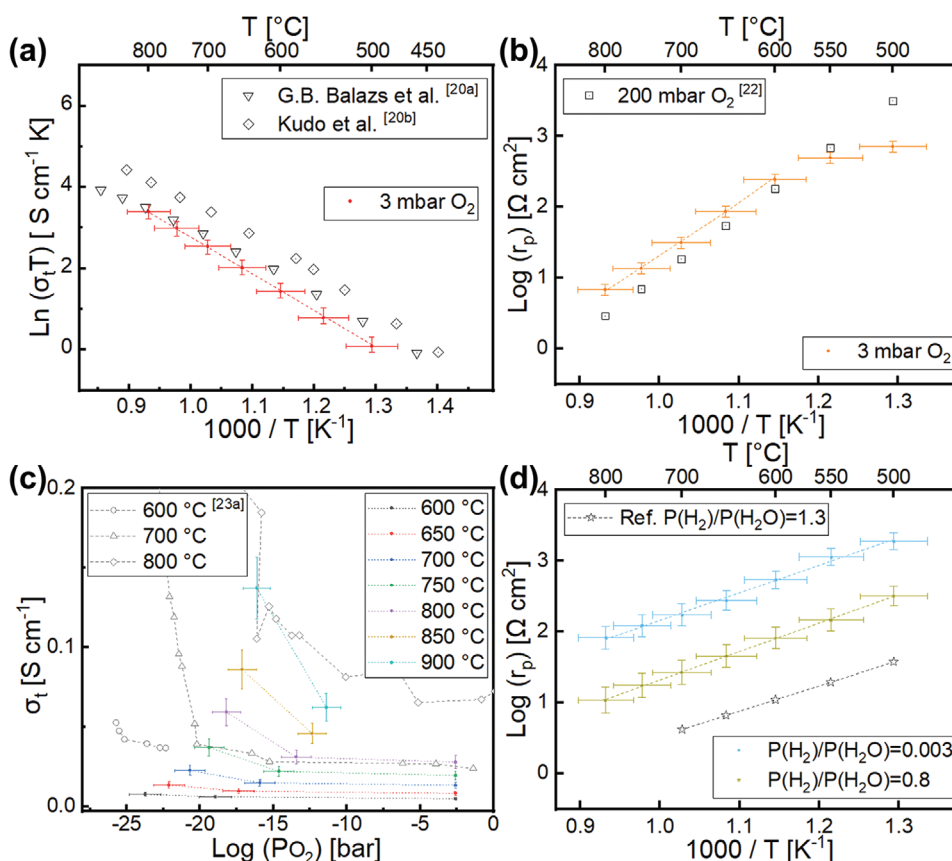 (a)
T [°C]
800 700 600 500 450
G.B. Balazs et al. [20a]
Kudo et al. [20b]
3 mbar O2
Ln (σtT) [ S cm-1 K]
6
4
2
0
0.9 1.0 1.1 1.2 1.3 1.4
1000 / T [K-1]
(b)
T [°C]
800 700 600 550 500
200 mbar O2 [22]
3 mbar O2
Log (rp) [Ω cm2]
4
3
2
1
0
0.9 1.0 1.1 1.2 1.3
1000 / T [K-1]
(c)
600 °C [23a]
700 °C
800 °C
600 °C
650 °C
700 °C
750 °C
800 °C
850 °C
900 °C
σt [S cm-1]
0.2
0.1
0.0
-25 -20 -15 -10 -5 0
Log (PO2) [bar]
(d)
T [°C]
800 700 600 550 500
Ref. P(H2)/P(H2O)=1.3
P(H2)/P(H2O)=0.003
P(H2)/P(H2O)=0.8
Log (rp) [Ω cm2]
4
3
2
1
0
0.9 1.0 1.1 1.2 1.3
1000 / T [K-1]